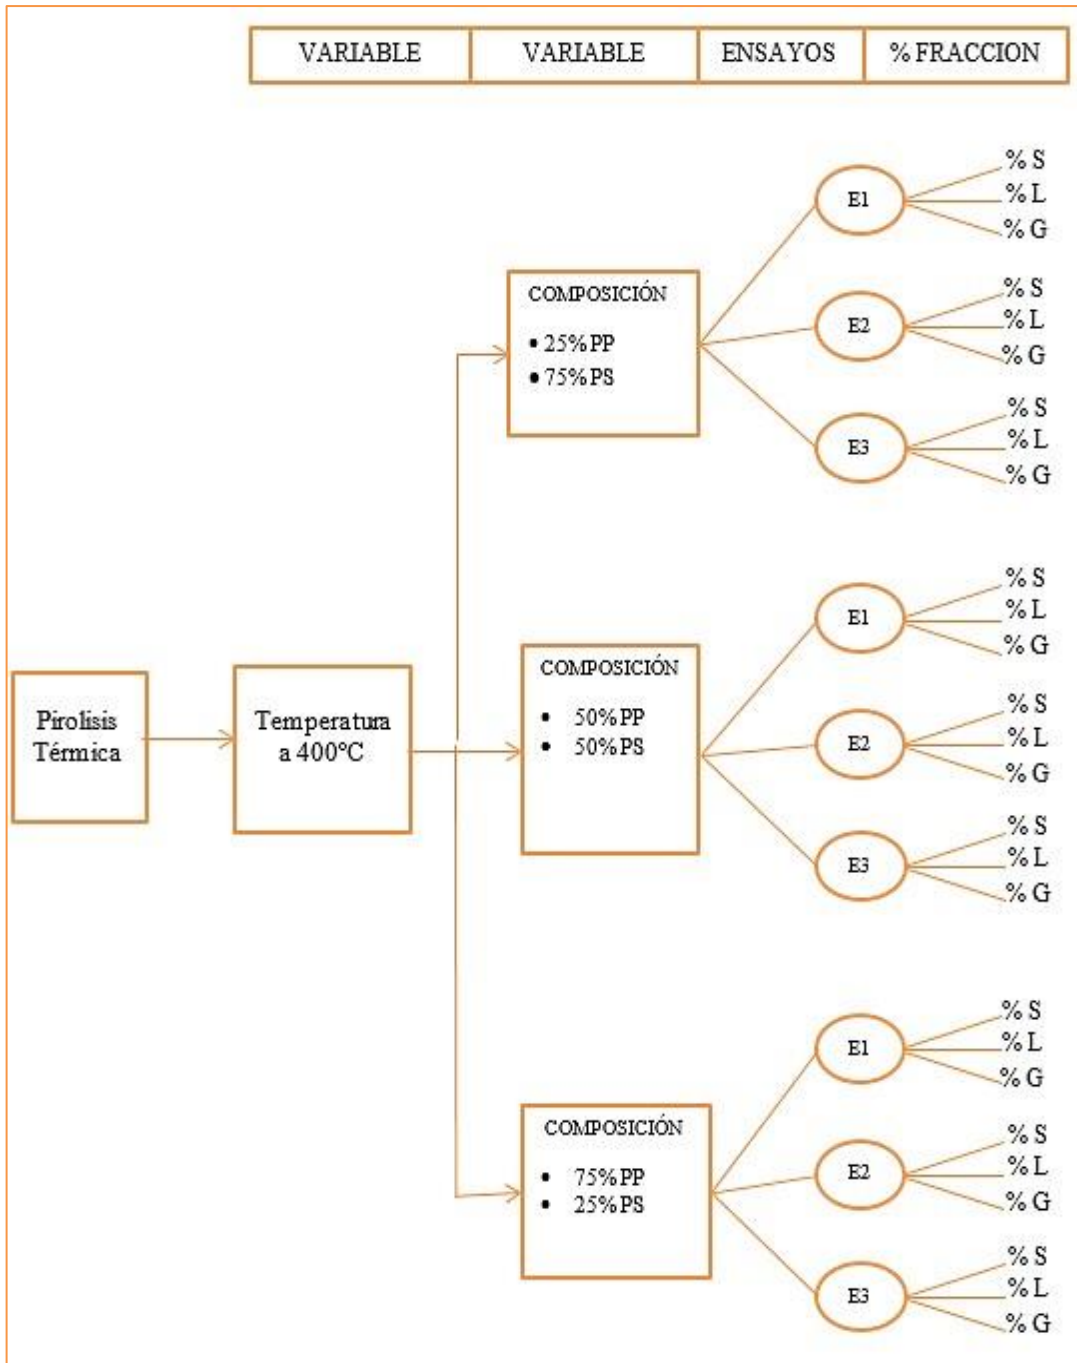 VARIABLE VARIABLE ENSAYOS % FRACCION
Pirolisis
Térmica
Temperatura
a 400°C
COMPOSICIÓN
• 25% PP
• 75% PS
E1
% S
% L
% G
E2
% S
% L
% G
E3
% S
% L
% G
COMPOSICIÓN
• 50% PP
• 50% PS
E1
% S
% L
% G
E2
% S
% L
% G
E3
% S
% L
% G
COMPOSICIÓN
• 75% PP
• 25% PS
E1
% S
% L
% G
E2
% S
% L
% G
E3
% S
% L
% G